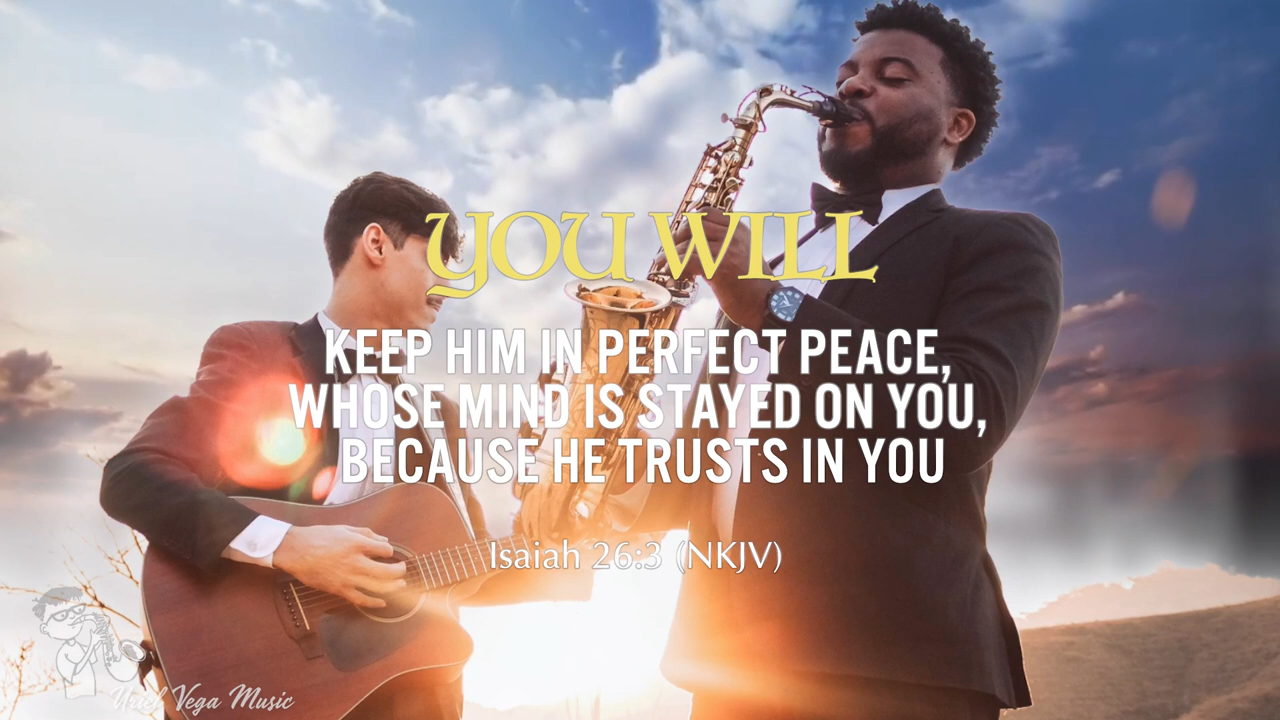 YOU WILL
KEEP HIM IN PERFECT PEACE,
WHOSE MIND IS STAYED ON YOU,
BECAUSE HE TRUSTS IN YOU
Isaiah 26:3 (NKJV)
Uriel Vega Music